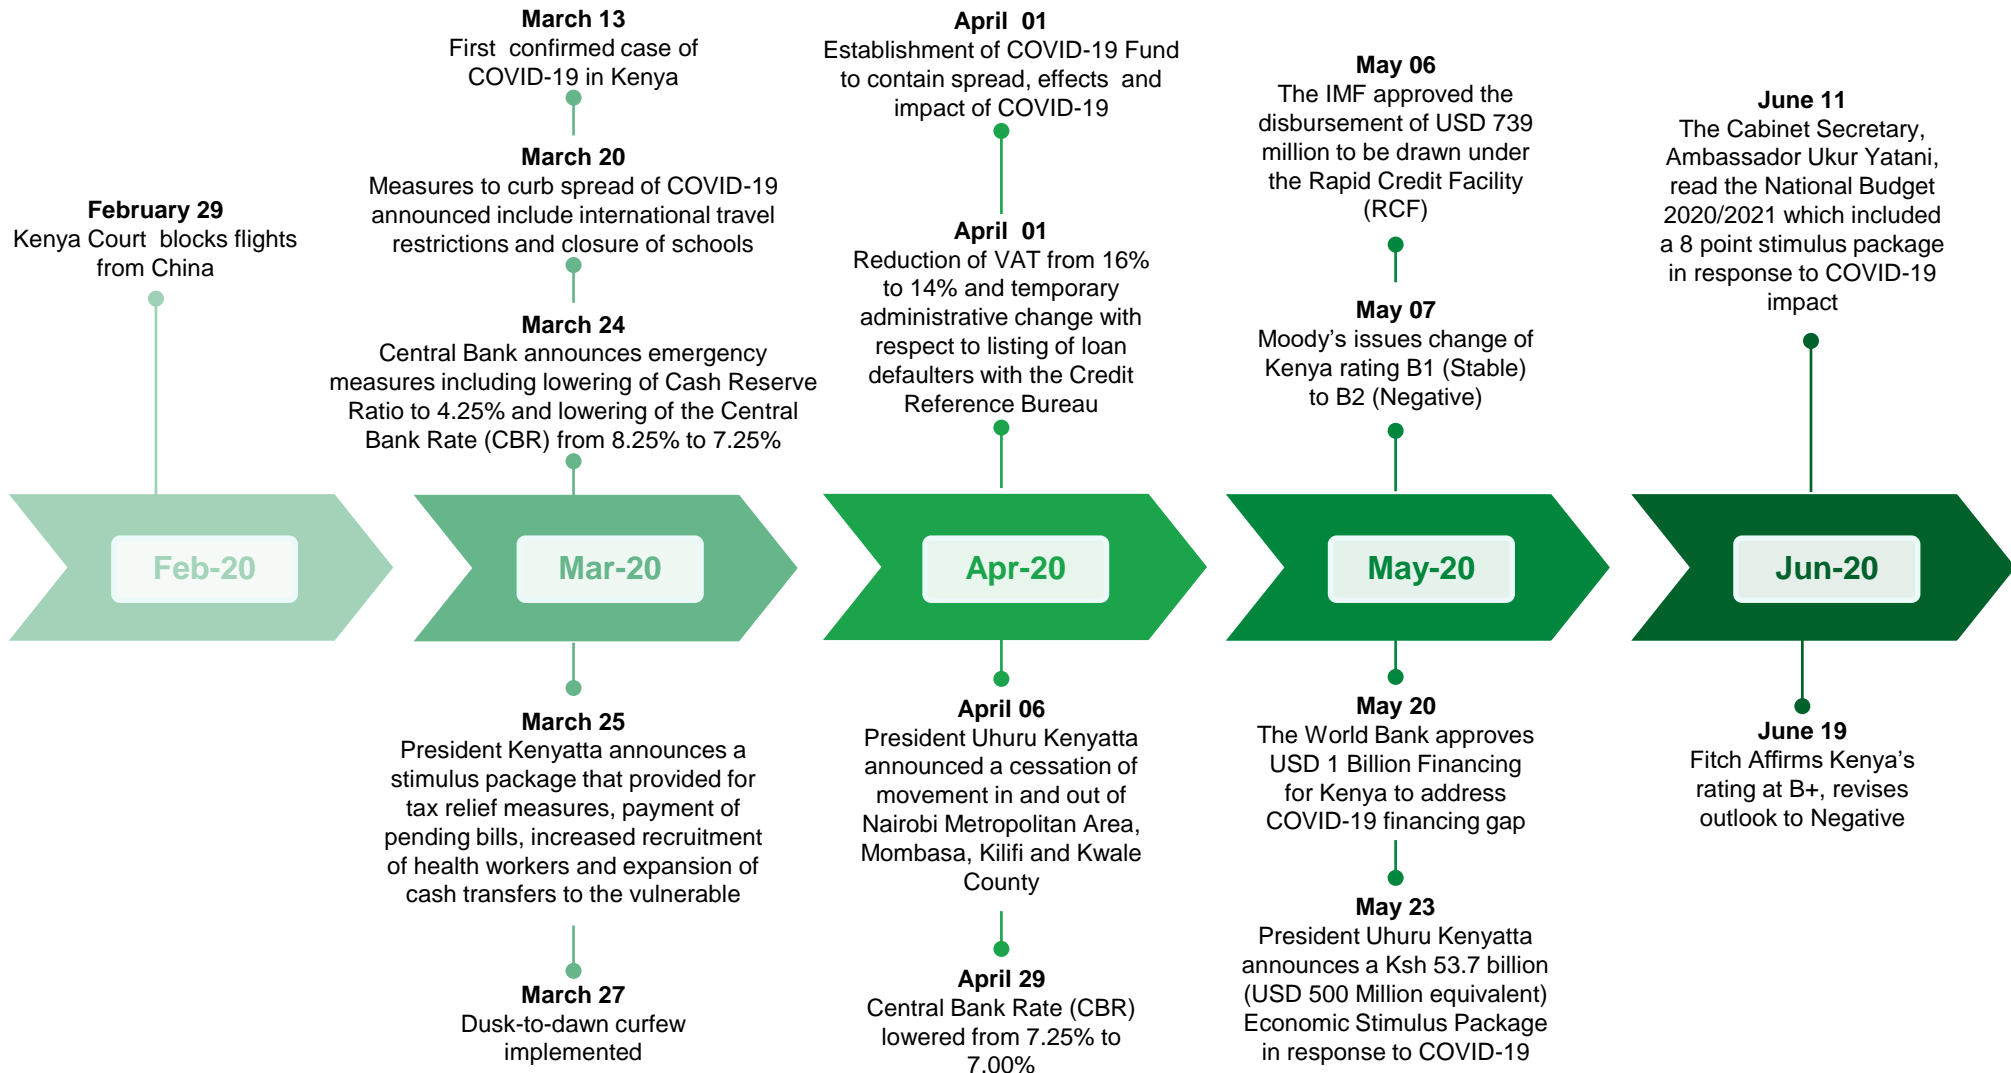 February 29
Kenya Court blocks flights
from China
March 13
First confirmed case of
COVID-19 in Kenya
March 20
Measures to curb spread of COVID-19
announced include international travel
restrictions and closure of schools
March 24
Central Bank announces emergency
measures including lowering of Cash Reserve
Ratio to 4.25% and lowering of the Central
Bank Rate (CBR) from 8.25% to 7.25%
April 01
Establishment of COVID-19 Fund
to contain spread, effects and
impact of COVID-19
April 01
Reduction of VAT from 16%
to 14% and temporary
administrative change with
respect to listing of loan
defaulters with the Credit
Reference Bureau
May 06
The IMF approved the
disbursement of USD 739
million to be drawn under
the Rapid Credit Facility
(RCF)
May 07
Moody’s issues change of
Kenya rating B1 (Stable)
to B2 (Negative)
June 11
The Cabinet Secretary,
Ambassador Ukur Yatani,
read the National Budget
2020/2021 which included
a 8 point stimulus package
in response to COVID-19
impact
Feb-20
Mar-20
Apr-20
May-20
Jun-20
March 25
President Kenyatta announces a
stimulus package that provided for
tax relief measures, payment of
pending bills, increased recruitment
of health workers and expansion of
cash transfers to the vulnerable
March 27
Dusk-to-dawn curfew
implemented
April 06
President Uhuru Kenyatta
announced a cessation of
movement in and out of
Nairobi Metropolitan Area,
Mombasa, Kilifi and Kwale
County
April 29
Central Bank Rate (CBR)
lowered from 7.25% to
7.00%
May 20
The World Bank approves
USD 1 Billion Financing
for Kenya to address
COVID-19 financing gap
May 23
President Uhuru Kenyatta
announces a Ksh 53.7 billion
(USD 500 Million equivalent)
Economic Stimulus Package
in response to COVID-19
June 19
Fitch Affirms Kenya’s
rating at B+, revises
outlook to Negative